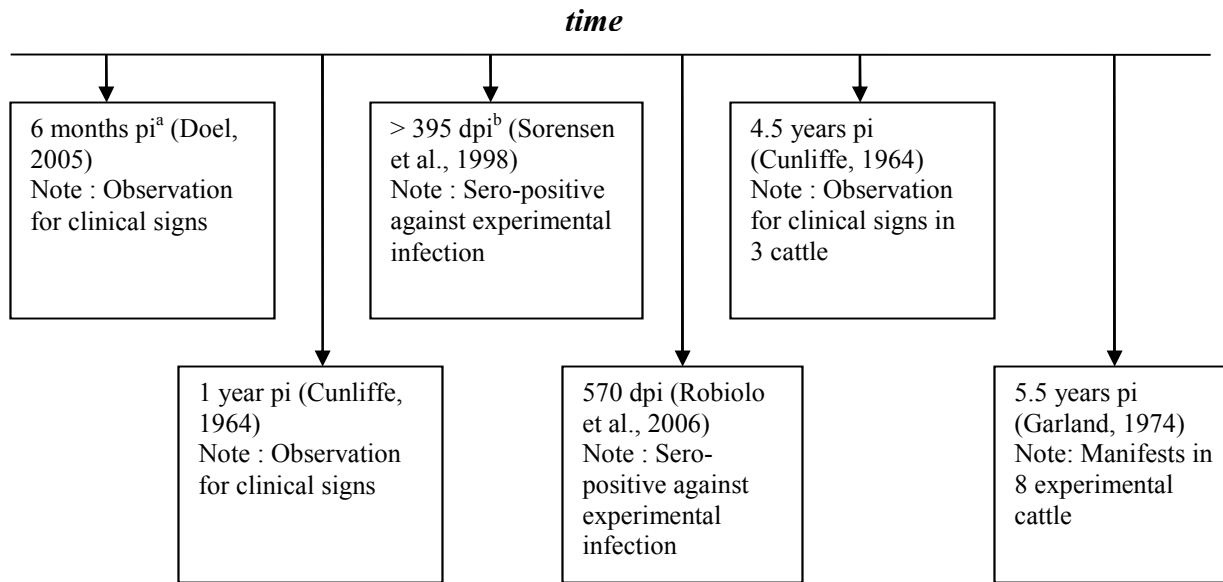 time
6 months piᵃ (Doel,
2005)
Note : Observation
for clinical signs
> 395 dpiᵇ (Sorensen
et al., 1998)
Note : Sero-positive
against experimental
infection
4.5 years pi
(Cunliffe, 1964)
Note : Observation
for clinical signs in
3 cattle
1 year pi (Cunliffe,
1964)
Note : Observation
for clinical signs
570 dpi (Robiolo
et al., 2006)
Note : Sero-
positive against
experimental
infection
5.5 years pi
(Garland, 1974)
Note: Manifests in
8 experimental
cattle